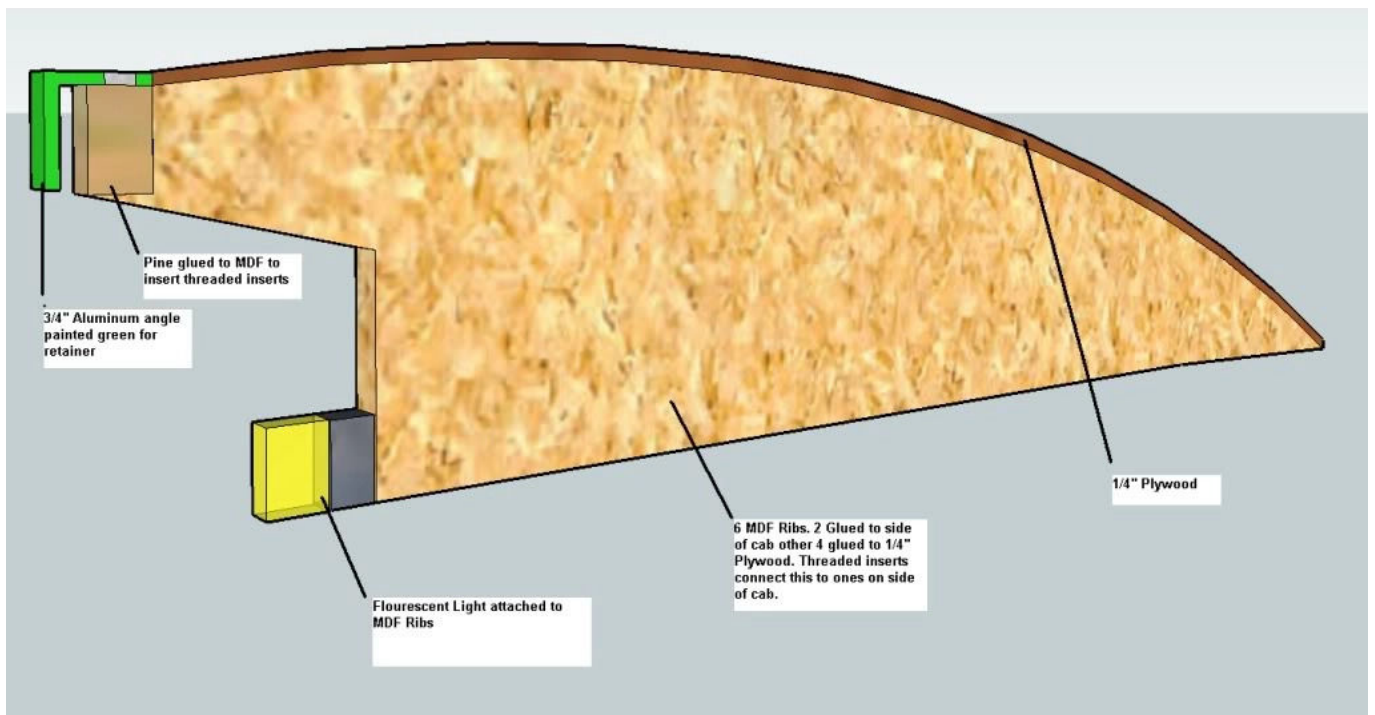 Pine glued to MDF to
insert threaded inserts
3/4" Aluminum angle
painted green for
retainer
1/4" Plywood
6 MDF Ribs. 2 Glued to side
of cab other 4 glued to 1/4"
Plywood. Threaded inserts
connect this to ones on side
of cab.
Flourescent Light attached to
MDF Ribs